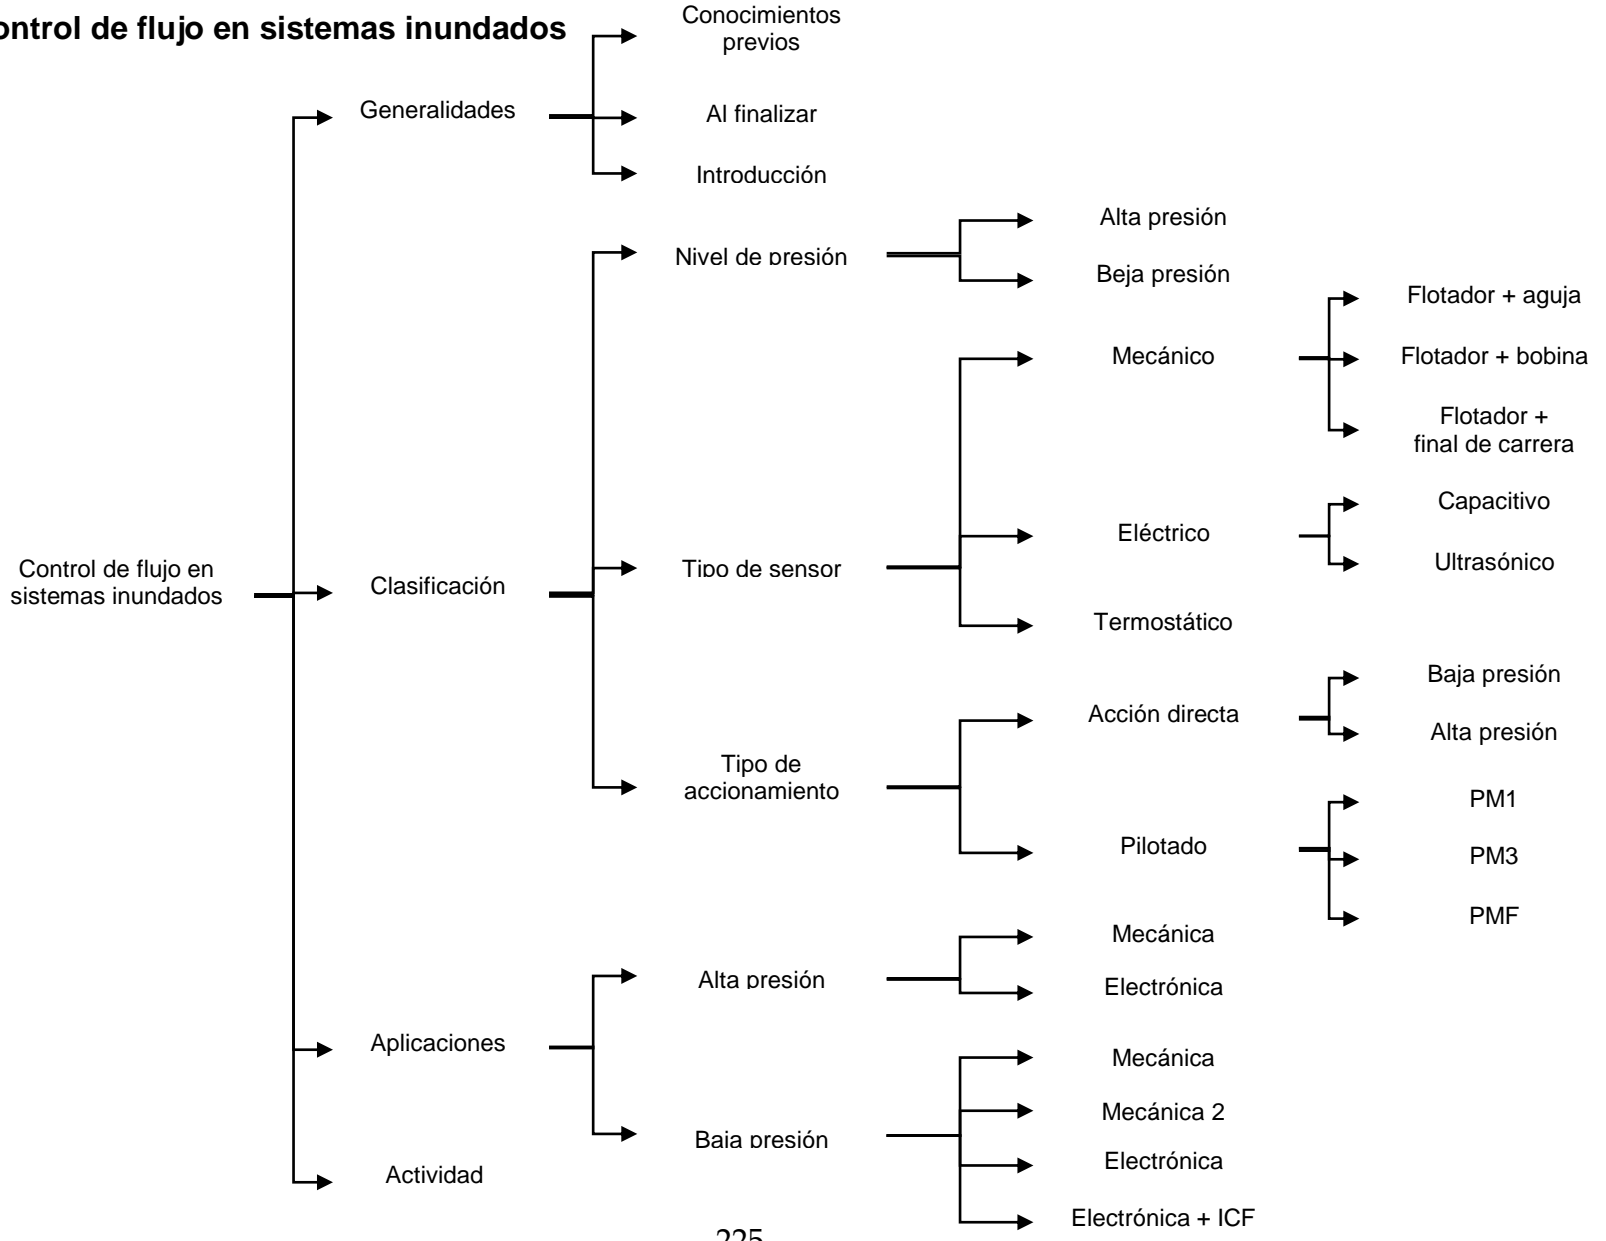 ontrol de flujo en sistemas inundados
Conocimientos
previos
Generalidades
Al finalizar
Introducción
Nivel de presión
Alta presión
Beja presión
Flotador + aguja
Mecánico
Flotador + bobina
Flotador +
final de carrera
Capacitivo
Eléctrico
Ultrasónico
Control de flujo en
sistemas inundados
Clasificación
Tipo de sensor
Termostático
Baja presión
Acción directa
Alta presión
Tipo de
accionamiento
PM1
Pilotado
PM3
PMF
Mecánica
Alta presión
Electrónica
Aplicaciones
Mecánica
Mecánica 2
Baja presión
Electrónica
Actividad
Electrónica + ICF
225